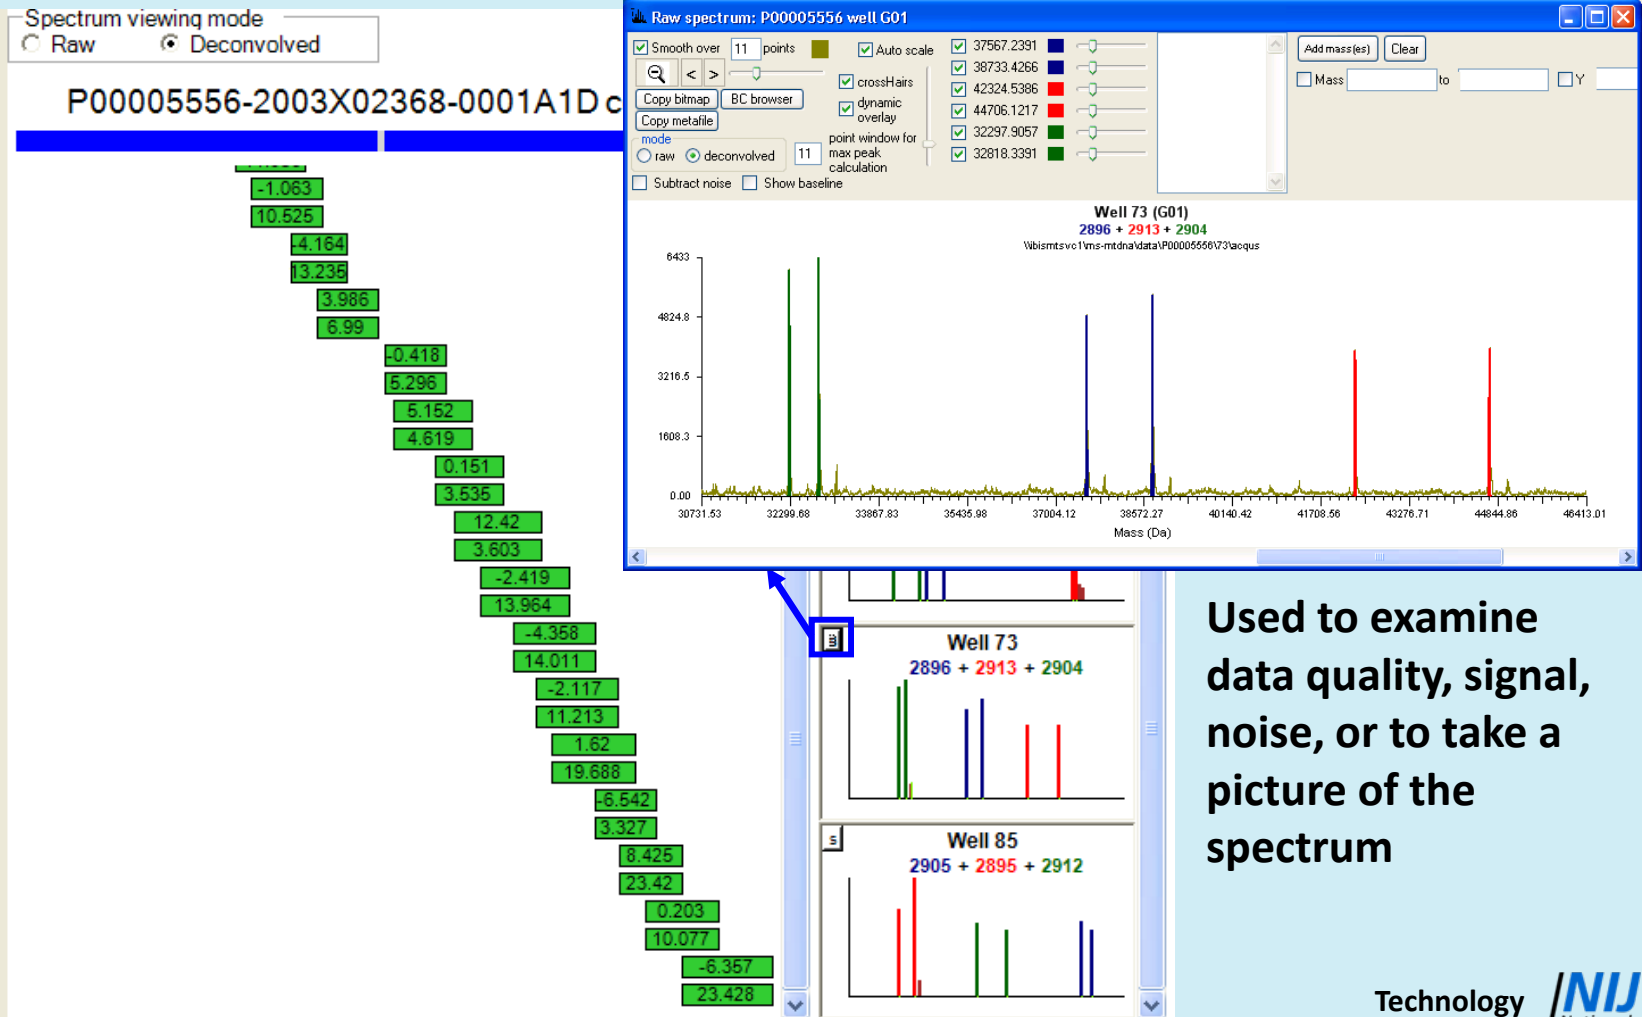 Spectrum viewing mode
Raw Deconvolved
P00005556-2003X02368-0001A1D c
-1.063
10.525
-4.164
13.235
3.986
6.99
-0.418
5.296
5.152
4.619
0.151
3.535
12.42
3.603
-2.419
13.964
-4.358
14.011
-2.117
11.213
1.62
19.688
-6.542
3.327
8.425
23.42
0.203
10.077
-6.357
23.428
Raw spectrum: P00005556 well G01
Smooth over 11 points
< >
Copy bitmap BC browser
Copy metafile
mode
raw deconvolved
Subtract noise Show baseline
Auto scale
crossHairs
dynamic
overlay
11 point window for
max peak
calculation
37567.2391
38733.4266
42324.5386
44706.1217
32297.9057
32818.3391
Add mass(es) Clear
Mass to Y
Well 73 (G01)
2896 + 2913 + 2904
\\ibismtsvc1\ms-mtdna\data\P00005556\73\acqus
6433
4824.8
3216.5
1608.3
0.00
30731.53 32299.68 33867.83 35435.98 37004.12 38572.27 40140.42 41708.56 43276.71 44844.86 46413.01
Mass (Da)
Well 73
2896 + 2913 + 2904
s
Well 85
2905 + 2895 + 2912
Used to examine
data quality, signal,
noise, or to take a
picture of the
spectrum
Technology
NIJ